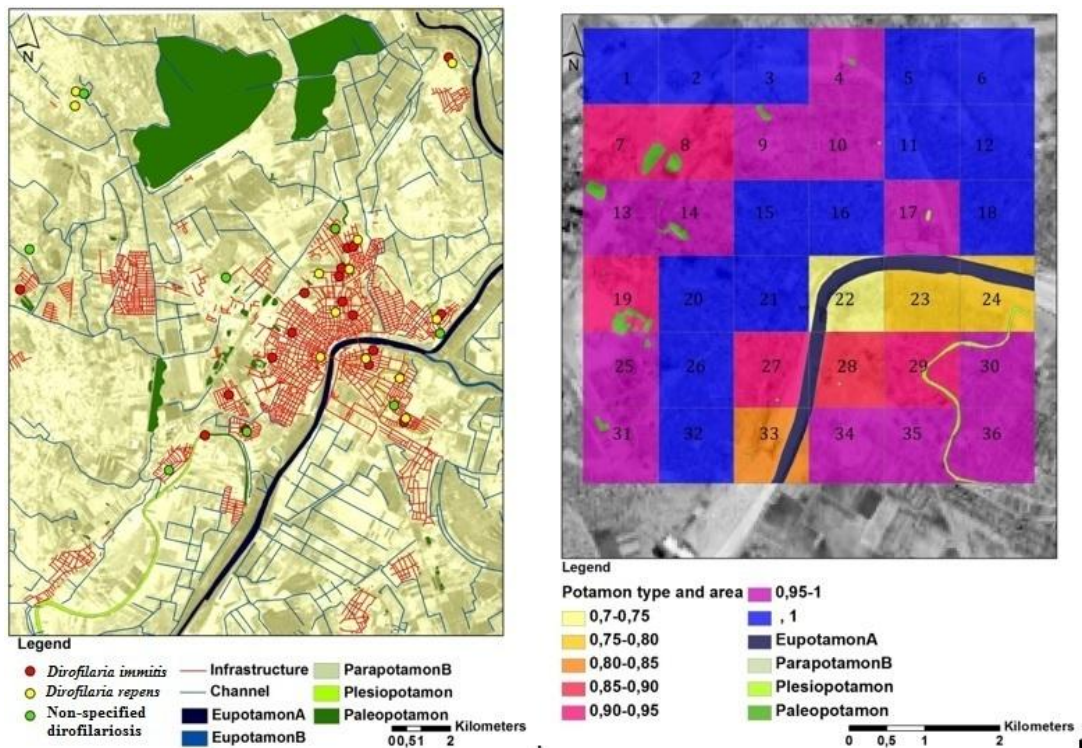 N
Legend
Dirofilaria immitis
Dirofilaria repens
Non-specified
dirofilariosis
Infrastructure
Channel
EupotamonA
EupotamonB
ParapotamonB
Plesiopotamon
Paleopotamon
Kilometers
0 0,51 2
N
1 2 3 4 5 6
7 8 9 10 11 12
13 14 15 16 17 18
19 20 21 22 23 24
25 26 27 28 29 30
31 32 33 34 35 36
Legend
Potamon type and area
0,7-0,75
0,75-0,80
0,80-0,85
0,85-0,90
0,90-0,95
0,95-1
, 1
EupotamonA
ParapotamonB
Plesiopotamon
Paleopotamon
Kilometers
0 0,5 1 2